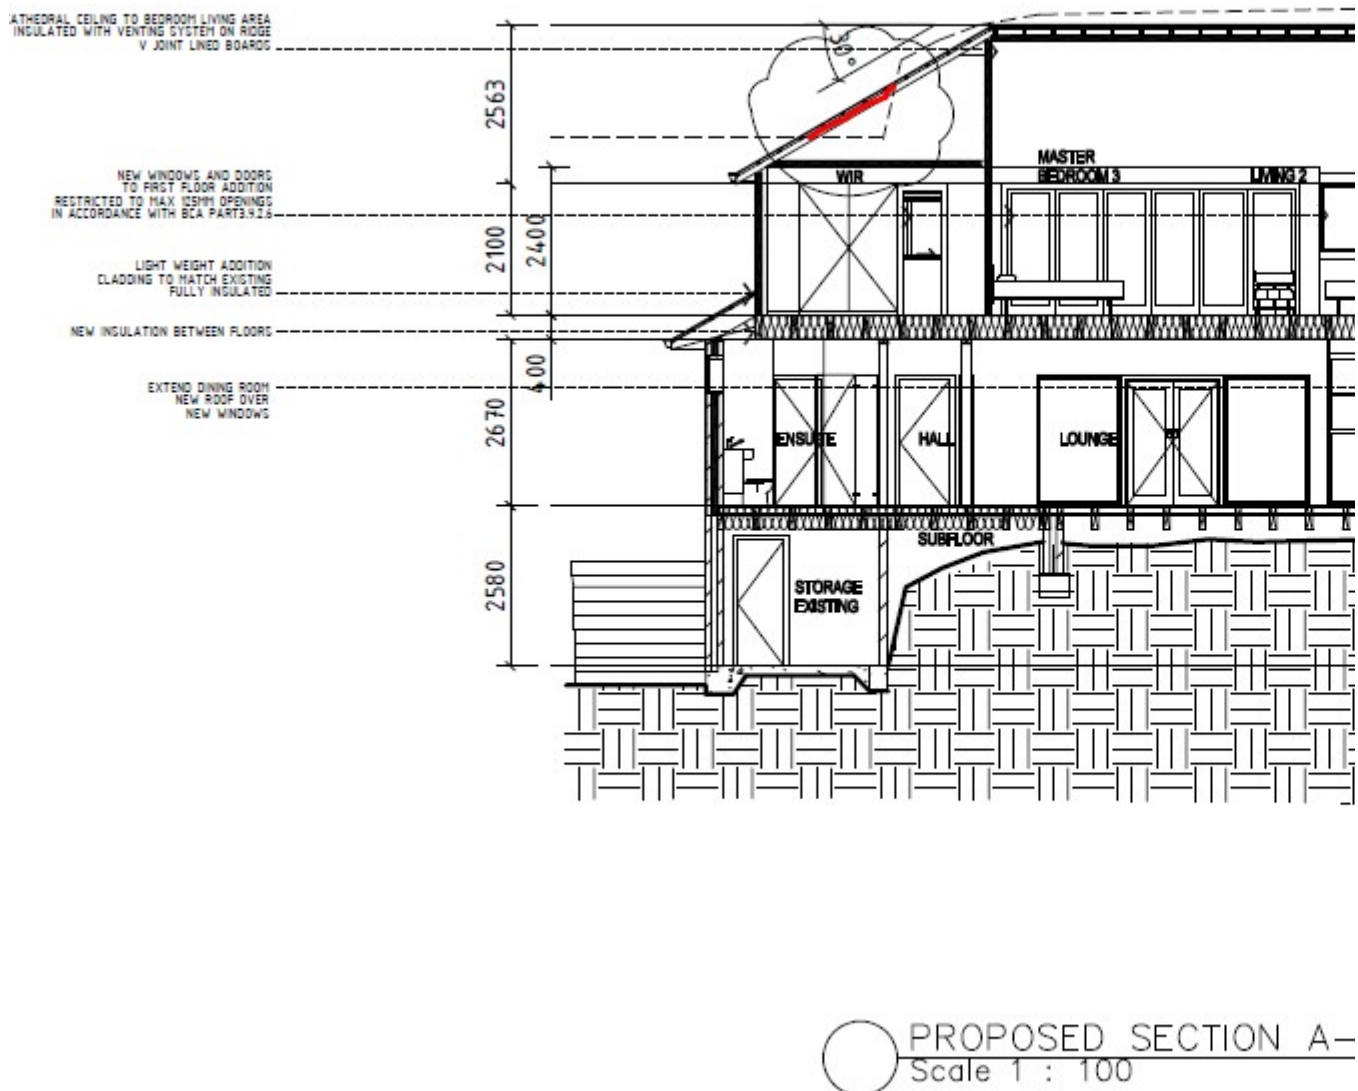 ATHEDRAL CEILING TO BEDROOM LIVING AREA
INSULATED WITH VENTING SYSTEM ON RIDGE
V JOINT LINED BOARDS
30°
2563
NEW WINDOWS AND DOORS
TO FIRST FLOOR ADDITION
RESTRICTED TO MAX 125MM OPENINGS
IN ACCORDANCE WITH BCA PART3.9.2.6
MASTER
BEDROOM 3
WIR
LIVING 2
2100
2400
LIGHT WEIGHT ADDITION
CLADDING TO MATCH EXISTING
FULLY INSULATED
NEW INSULATION BETWEEN FLOORS
400
EXTEND DINING ROOM
NEW ROOF OVER
NEW WINDOWS
2670
ENSUITE
HALL
LOUNGE
SUBFLOOR
2580
STORAGE
EXISTING
PROPOSED SECTION A-
Scale 1 : 100